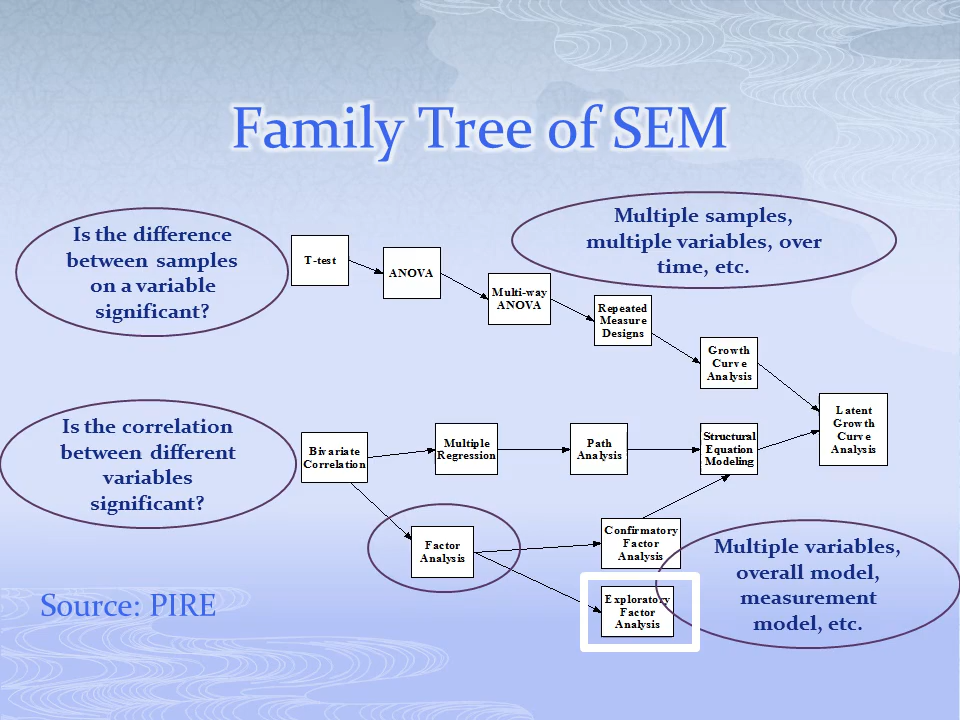 Family Tree of SEM
Is the difference
between samples
on a variable
significant?
Multiple samples,
multiple variables, over
time, etc.
T-test
ANOVA
Multi-way
ANOVA
Repeated
Measure
Designs
Growth
Curve
Analysis
Latent
Growth
Curve
Analysis
Is the correlation
between different
variables
significant?
Bivariate
Correlation
Multiple
Regression
Path
Analysis
Structural
Equation
Modeling
Factor
Analysis
Confirmatory
Factor
Analysis
Exploratory
Factor
Analysis
Multiple variables,
overall model,
measurement
model, etc.
Source: PIRE